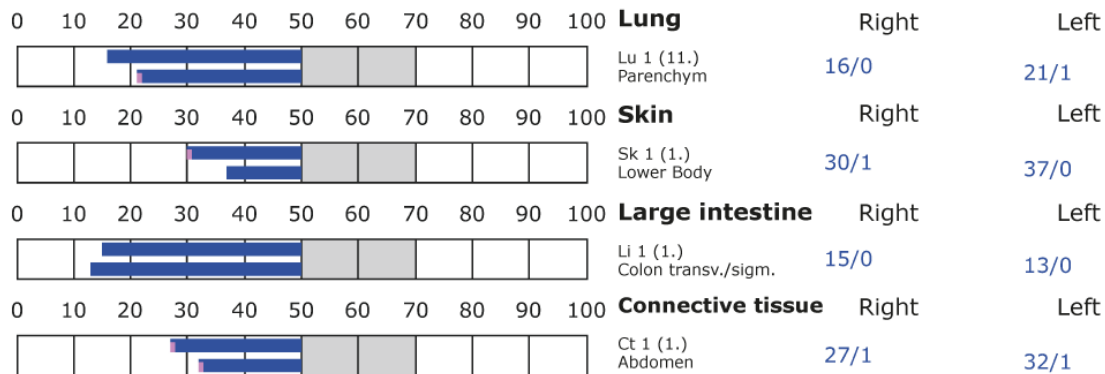 0 10 20 30 40 50 60 70 80 90 100 Lung Right Left
Lu 1 (11.) 16/0 21/1
Parenchym
0 10 20 30 40 50 60 70 80 90 100 Skin Right Left
Sk 1 (1.) 30/1 37/0
Lower Body
0 10 20 30 40 50 60 70 80 90 100 Large intestine Right Left
Li 1 (1.) 15/0 13/0
Colon transv./sigm.
0 10 20 30 40 50 60 70 80 90 100 Connective tissue Right Left
Ct 1 (1.) 27/1 32/1
Abdomen